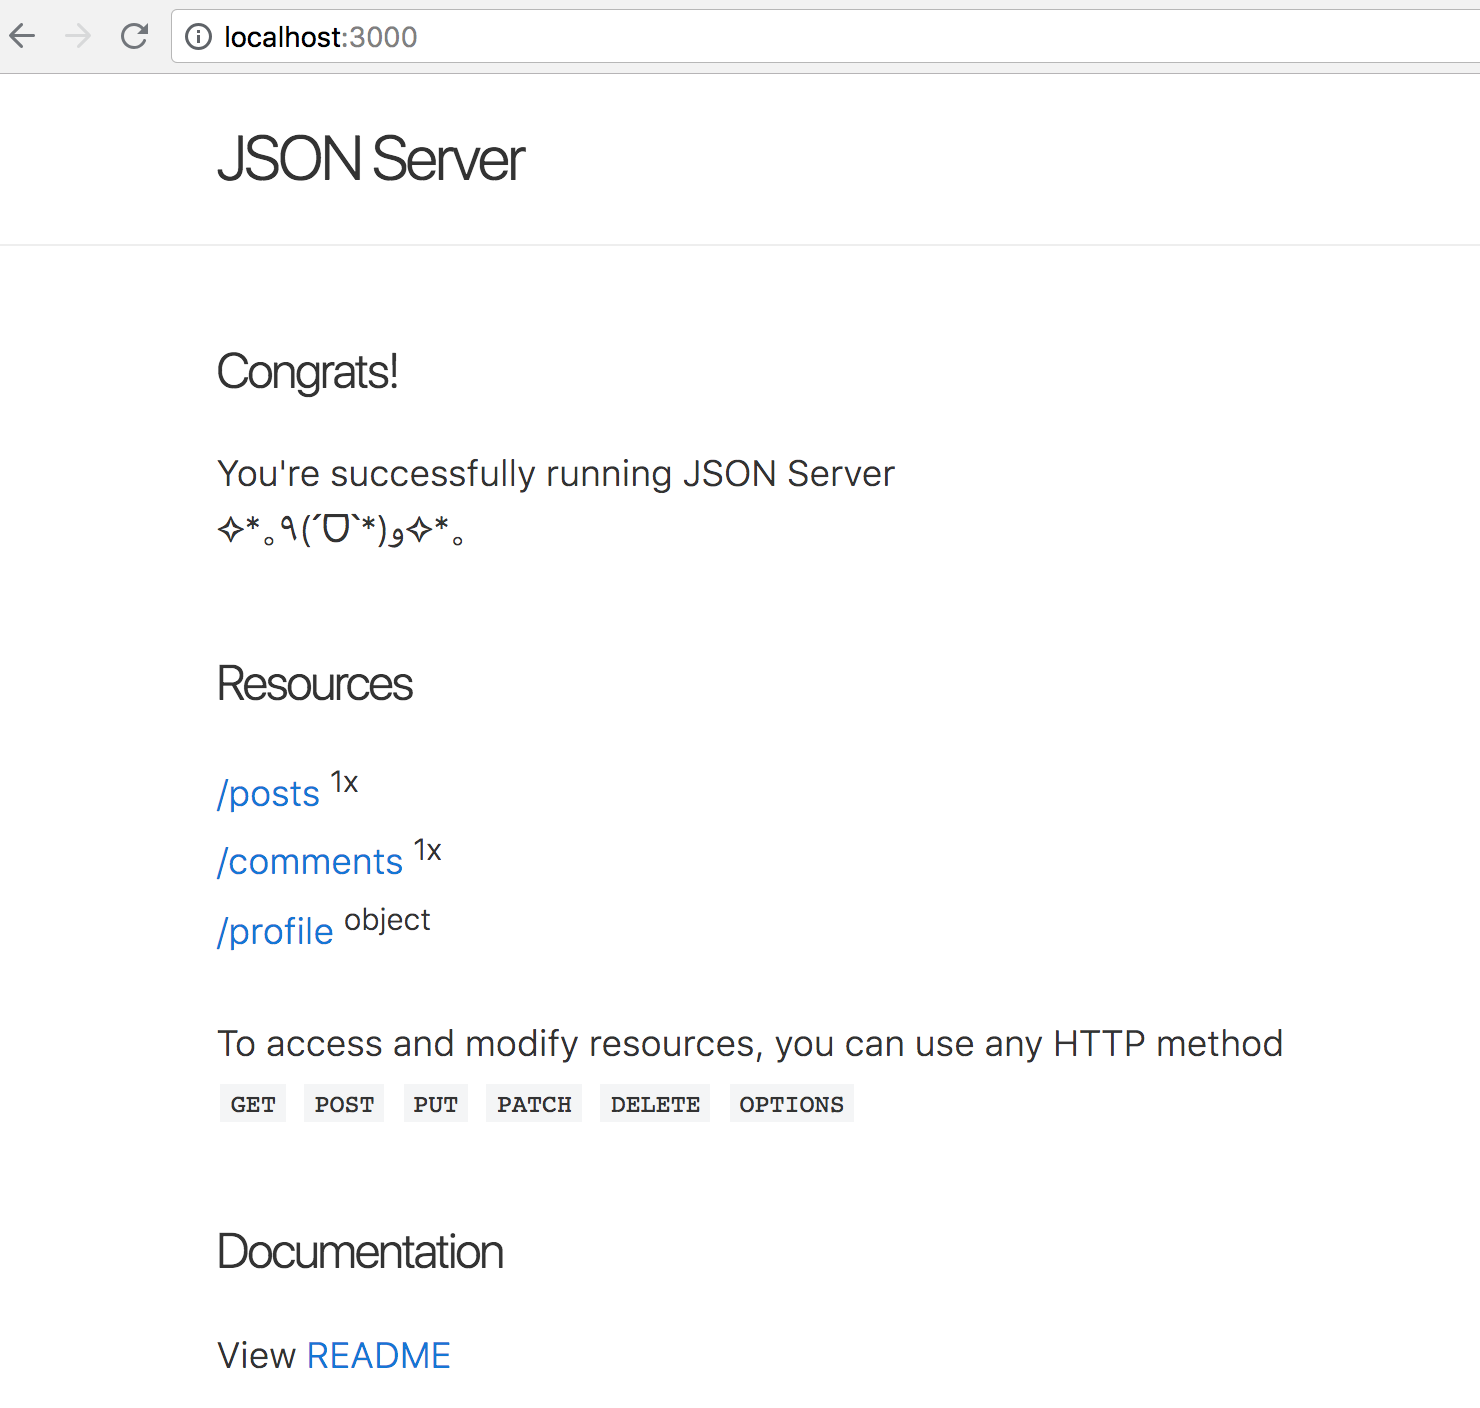 localhost:3000
JSON Server
Congrats!
You're successfully running JSON Server
✧*｡٩(ˊᗜˋ*)و✧*｡
Resources
/posts 1x
/comments 1x
/profile object
To access and modify resources, you can use any HTTP method
GET POST PUT PATCH DELETE OPTIONS
Documentation
View README